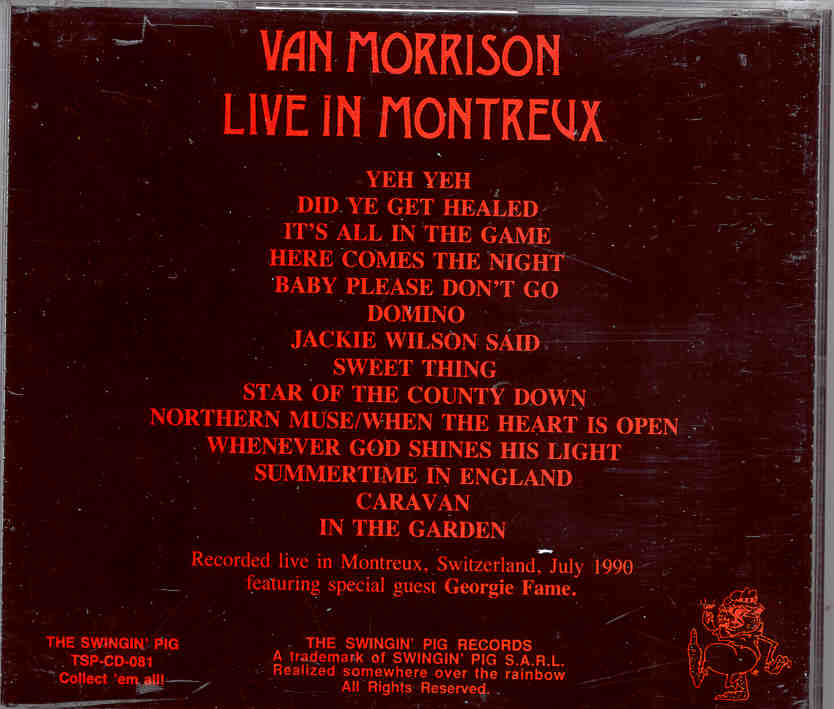 VAN MORRISON
LIVE IN MONTREUX
YEH YEH
DID YE GET HEALED
IT'S ALL IN THE GAME
HERE COMES THE NIGHT
BABY PLEASE DON'T GO
DOMINO
JACKIE WILSON SAID
SWEET THING
STAR OF THE COUNTY DOWN
NORTHERN MUSE/WHEN THE HEART IS OPEN
WHENEVER GOD SHINES HIS LIGHT
SUMMERTIME IN ENGLAND
CARAVAN
IN THE GARDEN
Recorded live in Montreux, Switzerland, July 1990
featuring special guest Georgie Fame.
THE SWINGIN' PIG
TSP-CD-081
Collect 'em all!
THE SWINGIN' PIG RECORDS
A trademark of SWINGIN' PIG S.A.R.L.
Realized somewhere over the rainbow
All Rights Reserved.